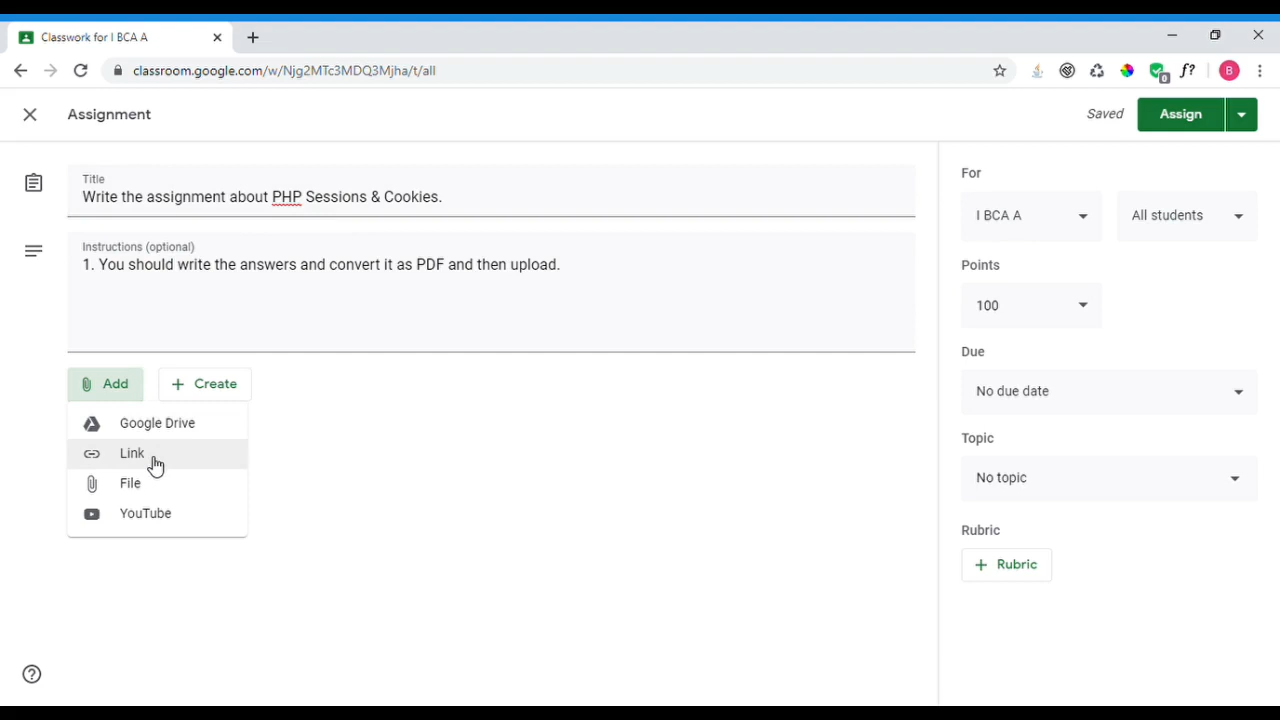 Classwork for I BCA A
classroom.google.com/w/Njg2MTc3MDQ3Mjha/t/all
0
f?
B
Assignment
Saved
Assign
Title
Write the assignment about PHP Sessions & Cookies.
Instructions (optional)
1. You should write the answers and convert it as PDF and then upload.
Add
Create
Google Drive
Link
File
YouTube
For
I BCA A
All students
Points
100
Due
No due date
Topic
No topic
Rubric
Rubric